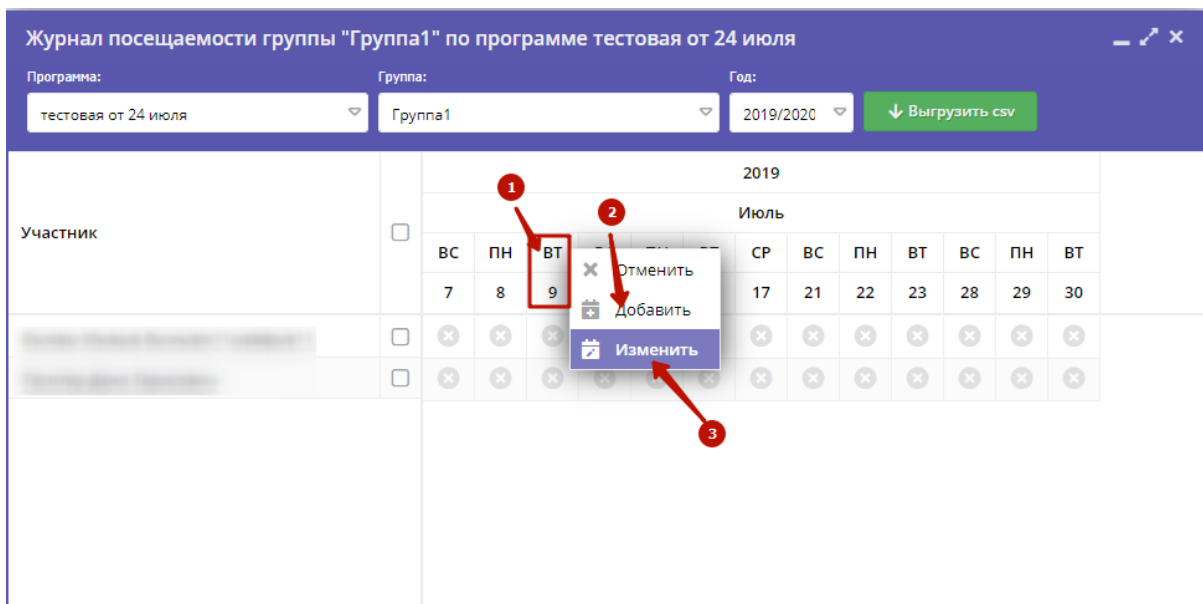 Журнал посещаемости группы "Группа1" по программе тестовая от 24 июля
Программа: Группа: Год:
тестовая от 24 июля Группа1 2019/2020 Выгрузить csv
2019
1
2
Июль
Участник
ВС ПН ВТ СР ВС ПН ВТ ВС ПН ВТ
Отменить
7 8 9 17 21 22 23 28 29 30
Добавить
Изменить
3